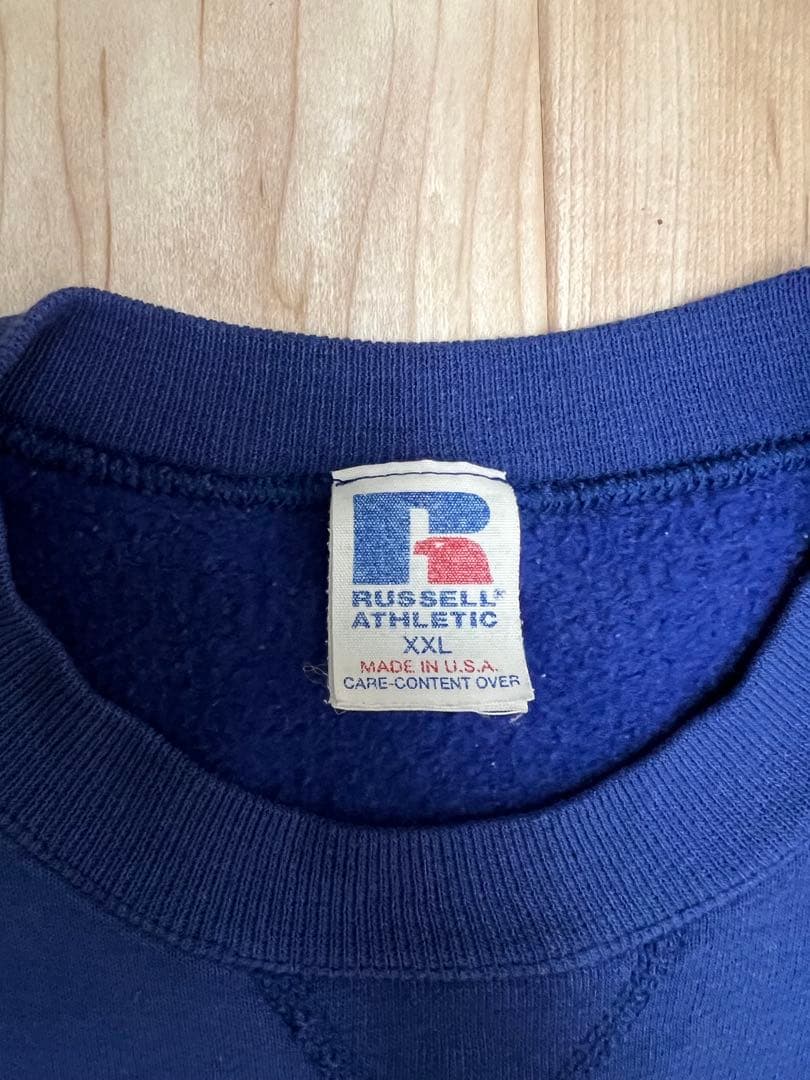 R
RUSSELL®
ATHLETIC
XXL
MADE IN U.S.A.
CARE-CONTENT OVER